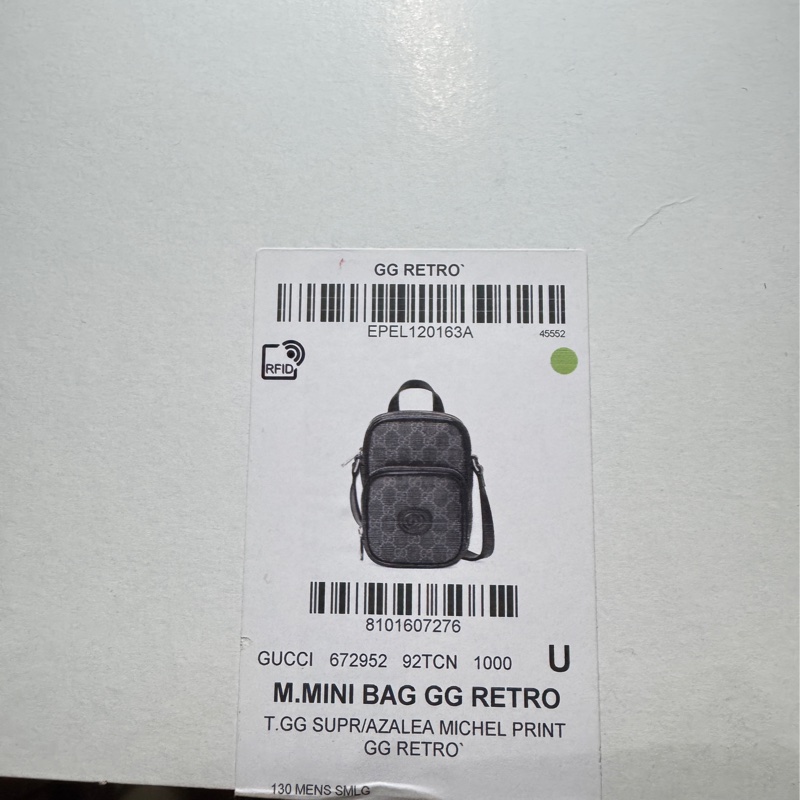 GG RETRO`
EPEL120163A
45552
RFID
8101607276
GUCCI 672952 92TCN 1000 U
M.MINI BAG GG RETRO
T.GG SUPR/AZALEA MICHEL PRINT
GG RETRO`
130 MENS SMLG